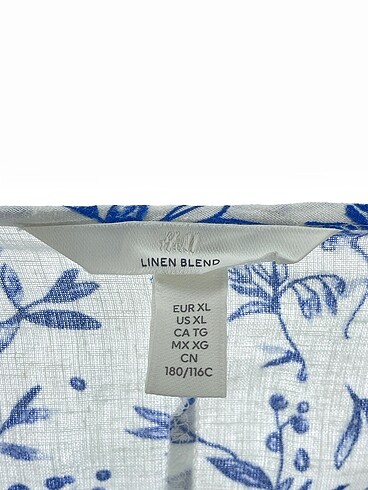 H&M
LINEN BLEND
EUR XL
US XL
CA TG
MX XG
CN
180/116C